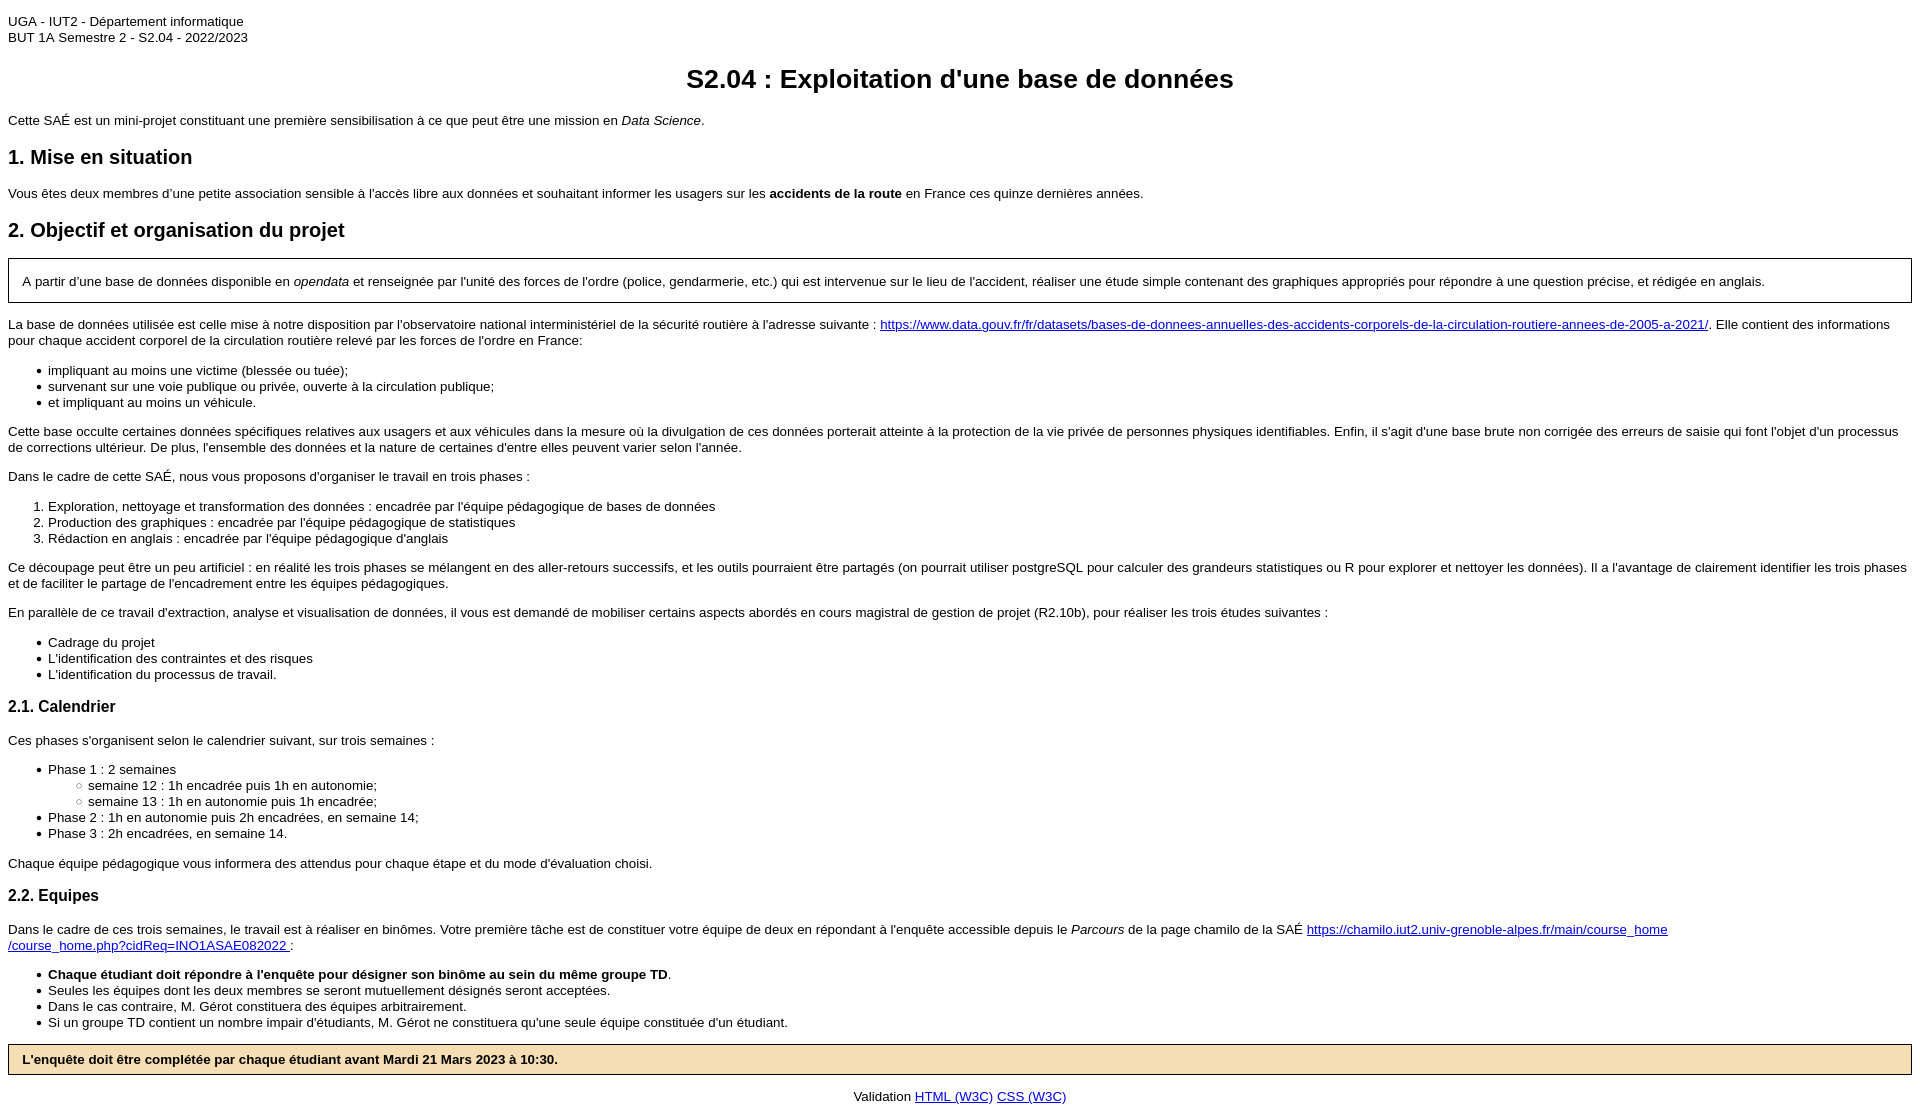 UGA - IUT2 - Département informatique
BUT 1A Semestre 2 - S2.04 - 2022/2023
S2.04 : Exploitation d'une base de données
Cette SAÉ est un mini-projet constituant une première sensibilisation à ce que peut être une mission en Data Science.
1. Mise en situation
Vous êtes deux membres d’une petite association sensible à l'accès libre aux données et souhaitant informer les usagers sur les accidents de la route en France ces quinze dernières années.
2. Objectif et organisation du projet
A partir d’une base de données disponible en opendata et renseignée par l'unité des forces de l'ordre (police, gendarmerie, etc.) qui est intervenue sur le lieu de l'accident, réaliser une étude simple contenant des graphiques appropriés pour répondre à une question précise, et rédigée en anglais.
La base de données utilisée est celle mise à notre disposition par l'observatoire national interministériel de la sécurité routière à l'adresse suivante : https://www.data.gouv.fr/fr/datasets/bases-de-donnees-annuelles-des-accidents-corporels-de-la-circulation-routiere-annees-de-2005-a-2021/. Elle contient des informations
pour chaque accident corporel de la circulation routière relevé par les forces de l'ordre en France:
• impliquant au moins une victime (blessée ou tuée);
• survenant sur une voie publique ou privée, ouverte à la circulation publique;
• et impliquant au moins un véhicule.
Cette base occulte certaines données spécifiques relatives aux usagers et aux véhicules dans la mesure où la divulgation de ces données porterait atteinte à la protection de la vie privée de personnes physiques identifiables. Enfin, il s'agit d'une base brute non corrigée des erreurs de saisie qui font l'objet d'un processus
de corrections ultérieur. De plus, l'ensemble des données et la nature de certaines d'entre elles peuvent varier selon l'année.
Dans le cadre de cette SAÉ, nous vous proposons d'organiser le travail en trois phases :
1. Exploration, nettoyage et transformation des données : encadrée par l'équipe pédagogique de bases de données
2. Production des graphiques : encadrée par l'équipe pédagogique de statistiques
3. Rédaction en anglais : encadrée par l'équipe pédagogique d'anglais
Ce découpage peut être un peu artificiel : en réalité les trois phases se mélangent en des aller-retours successifs, et les outils pourraient être partagés (on pourrait utiliser postgreSQL pour calculer des grandeurs statistiques ou R pour explorer et nettoyer les données). Il a l'avantage de clairement identifier les trois phases
et de faciliter le partage de l'encadrement entre les équipes pédagogiques.
En parallèle de ce travail d'extraction, analyse et visualisation de données, il vous est demandé de mobiliser certains aspects abordés en cours magistral de gestion de projet (R2.10b), pour réaliser les trois études suivantes :
• Cadrage du projet
• L'identification des contraintes et des risques
• L'identification du processus de travail.
2.1. Calendrier
Ces phases s'organisent selon le calendrier suivant, sur trois semaines :
• Phase 1 : 2 semaines
○ semaine 12 : 1h encadrée puis 1h en autonomie;
○ semaine 13 : 1h en autonomie puis 1h encadrée;
• Phase 2 : 1h en autonomie puis 2h encadrées, en semaine 14;
• Phase 3 : 2h encadrées, en semaine 14.
Chaque équipe pédagogique vous informera des attendus pour chaque étape et du mode d'évaluation choisi.
2.2. Equipes
Dans le cadre de ces trois semaines, le travail est à réaliser en binômes. Votre première tâche est de constituer votre équipe de deux en répondant à l'enquête accessible depuis le Parcours de la page chamilo de la SAÉ https://chamilo.iut2.univ-grenoble-alpes.fr/main/course_home
/course_home.php?cidReq=INO1ASAE082022 :
• Chaque étudiant doit répondre à l'enquête pour désigner son binôme au sein du même groupe TD.
• Seules les équipes dont les deux membres se seront mutuellement désignés seront acceptées.
• Dans le cas contraire, M. Gérot constituera des équipes arbitrairement.
• Si un groupe TD contient un nombre impair d'étudiants, M. Gérot ne constituera qu'une seule équipe constituée d'un étudiant.
L'enquête doit être complétée par chaque étudiant avant Mardi 21 Mars 2023 à 10:30.
Validation HTML (W3C) CSS (W3C)